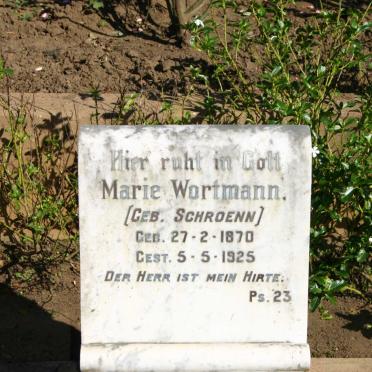 Hier ruht in Gott
Marie Wortmann.
[GEB. SCHROENN]
GEB. 27-2-1870
GEST. 5-5-1925
DER HERR IST MEIN HIRTE.
PS. 23